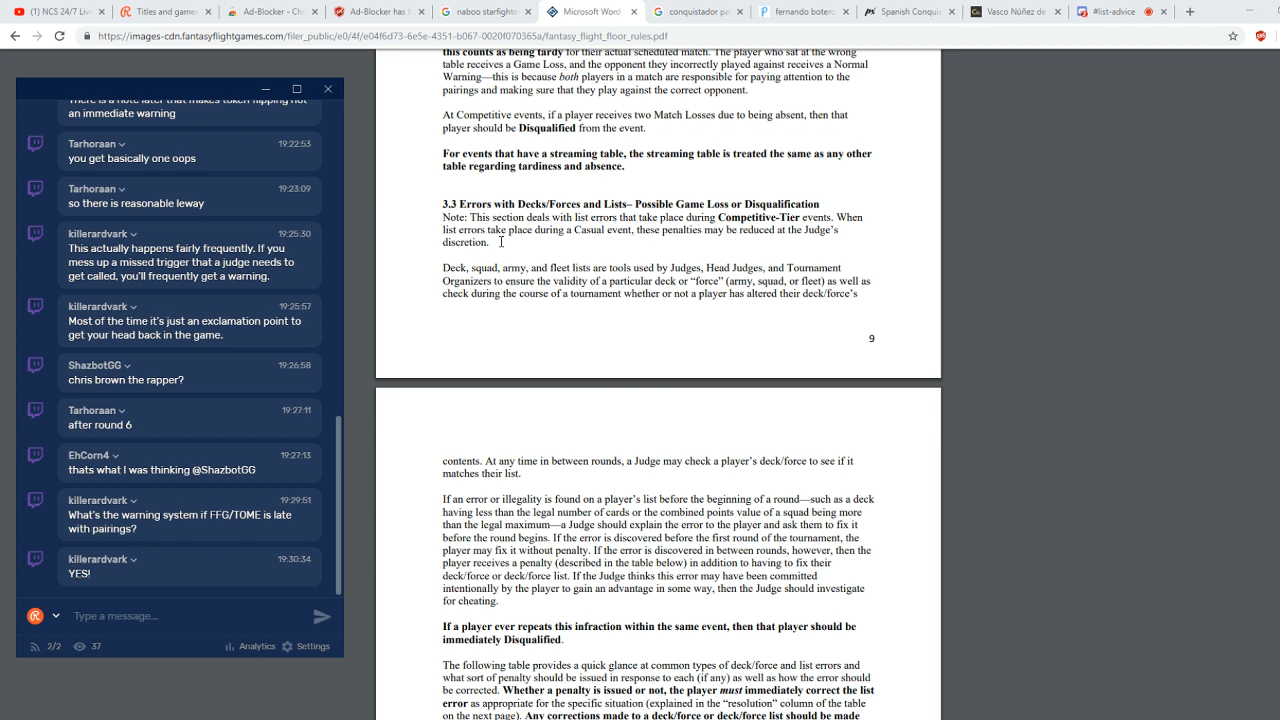 (1) NCS 24/7 Live
Titles and games
Ad-Blocker - Che
Ad-Blocker has b
naboo starfighte
Microsoft Word
conquistador pa
fernando botero
Spanish Conqui
Vasco Núñez de
#list-advice
https://images-cdn.fantasyflightgames.com/filer_public/e0/4f/e04f6d73-6e5e-4351-b067-0020f070365a/fantasy_flight_floor_rules.pdf
There is a note later that makes token flipping not
an immediate warning
Tarhoraan 19:22:53
you get basically one oops
Tarhoraan 19:23:09
so there is reasonable leway
killerardvark 19:25:30
This actually happens fairly frequently. If you
mess up a missed trigger that a judge needs to
get called, you'll frequently get a warning.
killerardvark 19:25:57
Most of the time it's just an exclamation point to
get your head back in the game.
ShazbotGG 19:26:58
chris brown the rapper?
Tarhoraan 19:27:11
after round 6
EhCorn4 19:27:13
thats what I was thinking @ShazbotGG
killerardvark 19:29:51
What's the warning system if FFG/TOME is late
with pairings?
killerardvark 19:30:34
YES!
Type a message...
2/2 37 Analytics Settings
this counts as being tardy for their actual scheduled match. The player who sat at the wrong
table receives a Game Loss, and the opponent they incorrectly played against receives a Normal
Warning—this is because both players in a match are responsible for paying attention to the
pairings and making sure that they play against the correct opponent.
At Competitive events, if a player receives two Match Losses due to being absent, then that
player should be Disqualified from the event.
For events that have a streaming table, the streaming table is treated the same as any other
table regarding tardiness and absence.
3.3 Errors with Decks/Forces and Lists– Possible Game Loss or Disqualification
Note: This section deals with list errors that take place during Competitive-Tier events. When
list errors take place during a Casual event, these penalties may be reduced at the Judge's
discretion.
Deck, squad, army, and fleet lists are tools used by Judges, Head Judges, and Tournament
Organizers to ensure the validity of a particular deck or “force” (army, squad, or fleet) as well as
check during the course of a tournament whether or not a player has altered their deck/force's
9
contents. At any time in between rounds, a Judge may check a player's deck/force to see if it
matches their list.
If an error or illegality is found on a player's list before the beginning of a round—such as a deck
having less than the legal number of cards or the combined points value of a squad being more
than the legal maximum—a Judge should explain the error to the player and ask them to fix it
before the round begins. If the error is discovered before the first round of the tournament, the
player may fix it without penalty. If the error is discovered in between rounds, however, then the
player receives a penalty (described in the table below) in addition to having to fix their
deck/force or deck/force list. If the Judge thinks this error may have been committed
intentionally by the player to gain an advantage in some way, then the Judge should investigate
for cheating.
If a player ever repeats this infraction within the same event, then that player should be
immediately Disqualified.
The following table provides a quick glance at common types of deck/force and list errors and
what sort of penalty should be issued in response to each (if any) as well as how the error should
be corrected. Whether a penalty is issued or not, the player must immediately correct the list
error as appropriate for the specific situation (explained in the “resolution” column of the table
on the next page). Any corrections made to a deck/force or deck/force list should be made